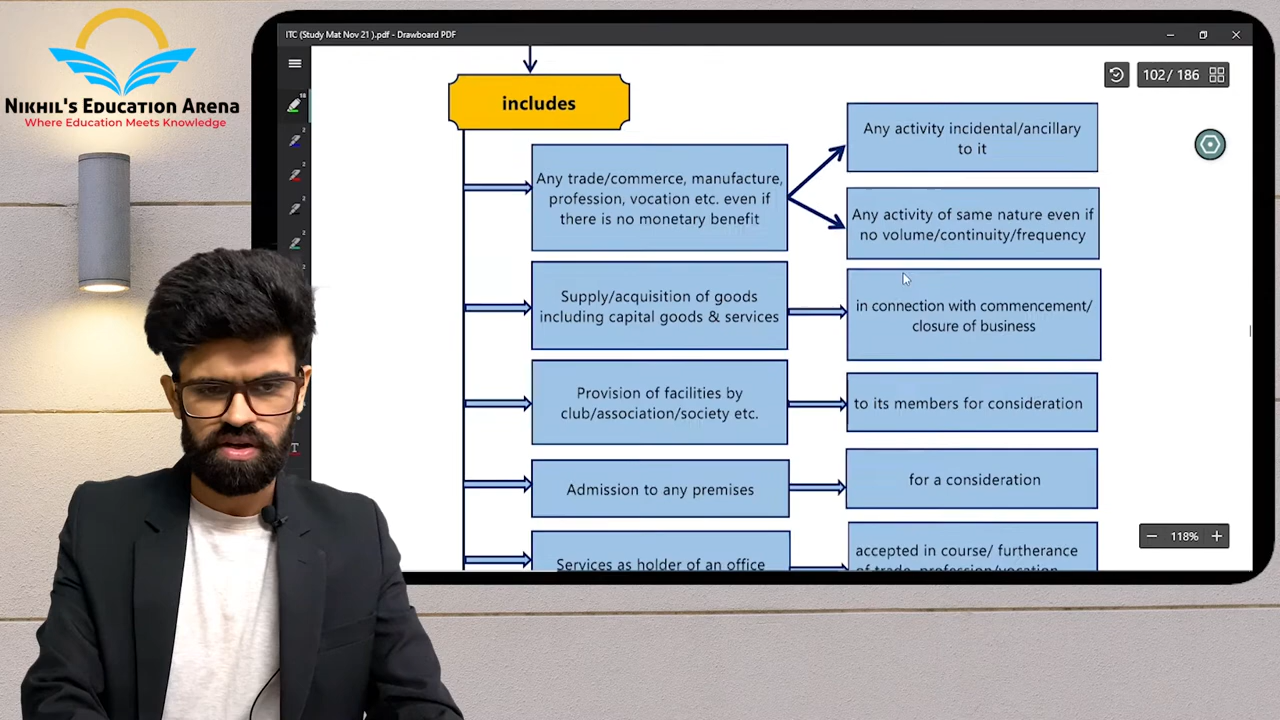 NIKHIL'S EDUCATION ARENA
Where Education Meets Knowledge
ITC (Study Mat Nov 21 ).pdf - Drawboard PDF
102 / 186
includes
Any trade/commerce, manufacture,
profession, vocation etc. even if
there is no monetary benefit
Any activity incidental/ancillary
to it
Any activity of same nature even if
no volume/continuity/frequency
Supply/acquisition of goods
including capital goods & services
in connection with commencement/
closure of business
Provision of facilities by
club/association/society etc.
to its members for consideration
Admission to any premises
for a consideration
Services as holder of an office
accepted in course/ furtherance
of trade, profession/vocation
118%